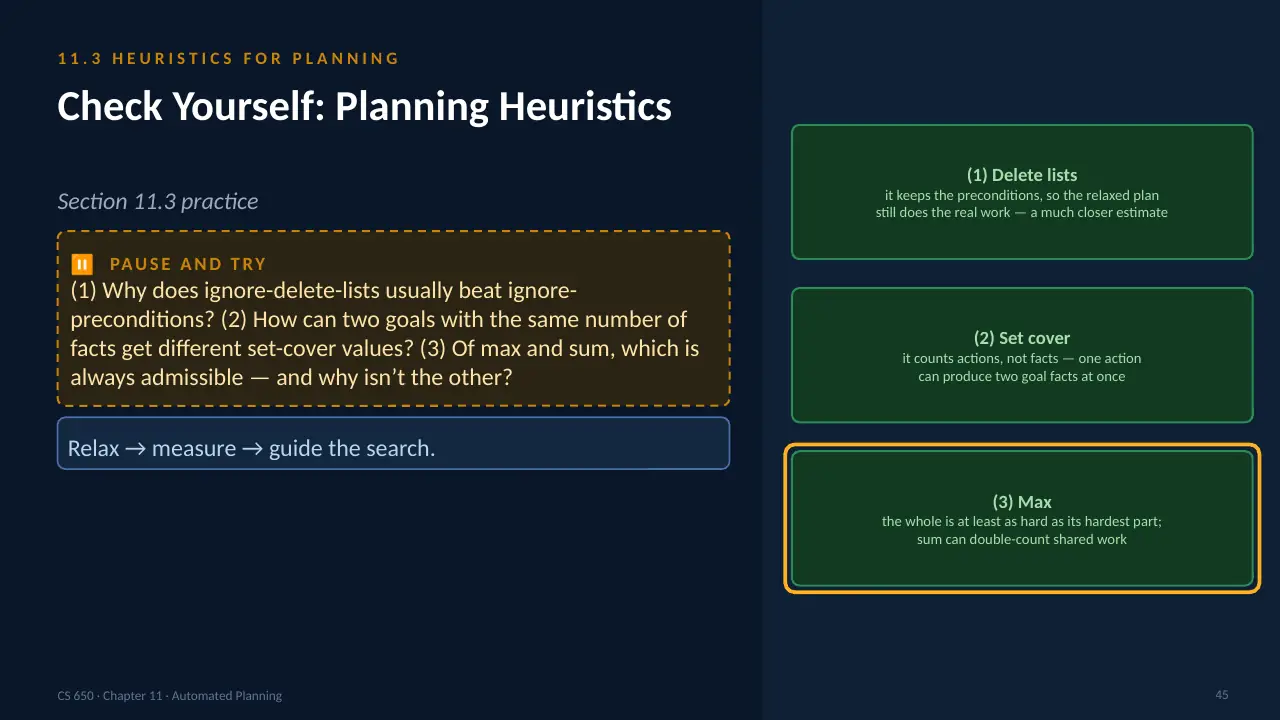 11.3 HEURISTICS FOR PLANNING
Check Yourself: Planning Heuristics
Section 11.3 practice
⏸ PAUSE AND TRY
(1) Why does ignore-delete-lists usually beat ignore-
preconditions? (2) How can two goals with the same number of
facts get different set-cover values? (3) Of max and sum, which is
always admissible — and why isn’t the other?
Relax → measure → guide the search.
(1) Delete lists
it keeps the preconditions, so the relaxed plan
still does the real work — a much closer estimate
(2) Set cover
it counts actions, not facts — one action
can produce two goal facts at once
(3) Max
the whole is at least as hard as its hardest part;
sum can double-count shared work
CS 650 · Chapter 11 · Automated Planning
45